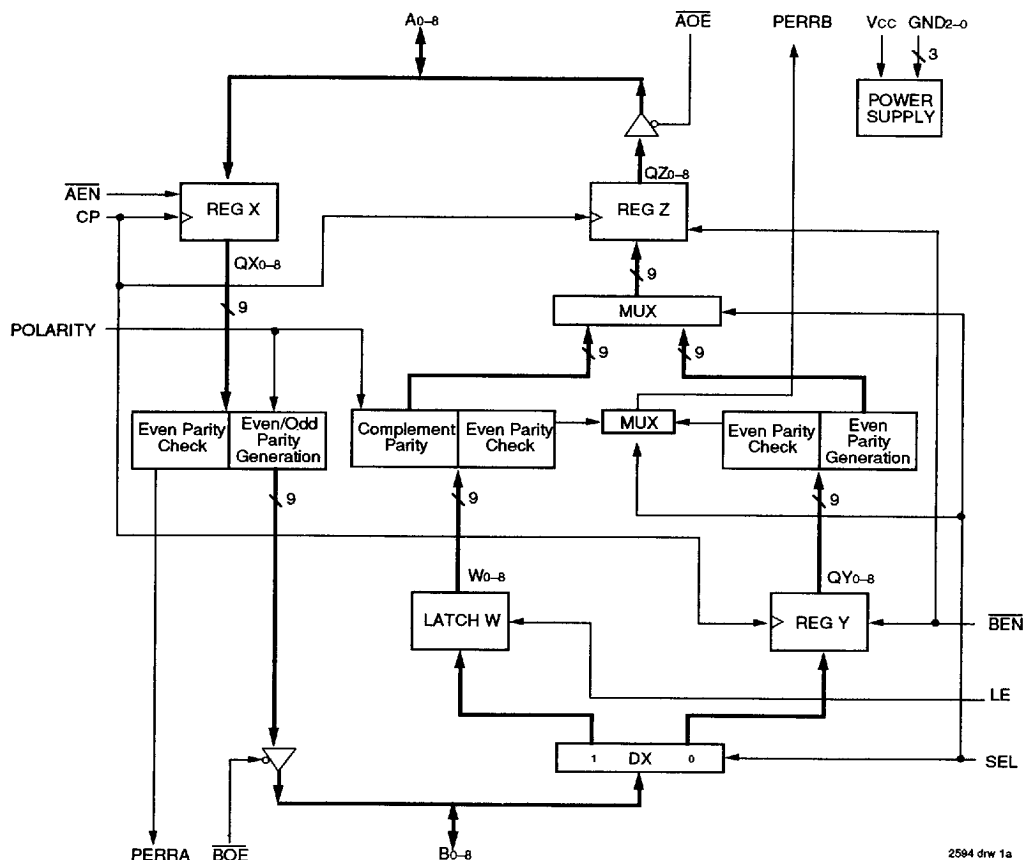 A0–8
AOE
PERRB
VCC GND2–0
3
POWER
SUPPLY
QZ0–8
AEN
CP
REG X
REG Z
QX0–8
9
9
MUX
POLARITY
9
9
Even Parity
Check
Even/Odd
Parity
Generation
Complement
Parity
Even Parity
Check
MUX
Even Parity
Check
Even
Parity
Generation
9
9
9
W0–8
QY0–8
LATCH W
REG Y
BEN
LE
1 DX 0
SEL
PERRA
BOE
B0–8
2594 drw 1a